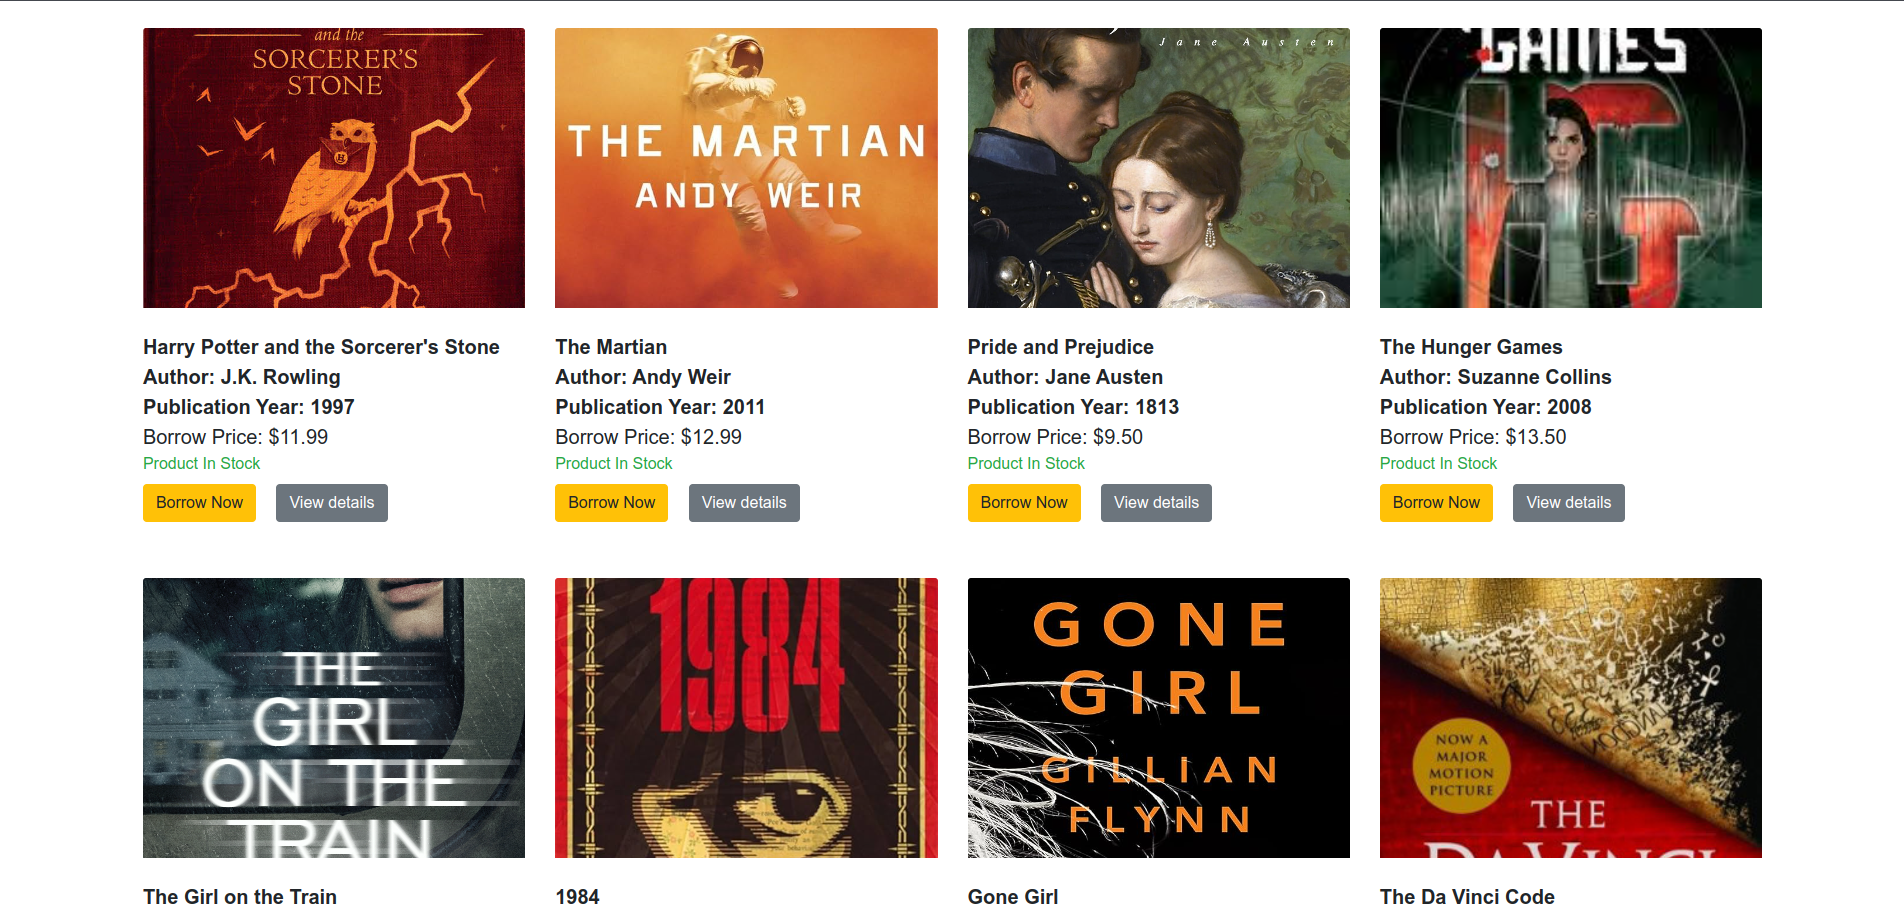 and the
SORCERER'S
STONE
THE MARTIAN
ANDY WEIR
Jane Austen
GAMES
HG
Harry Potter and the Sorcerer's Stone
Author: J.K. Rowling
Publication Year: 1997
Borrow Price: $11.99
Product In Stock
Borrow Now View details
The Martian
Author: Andy Weir
Publication Year: 2011
Borrow Price: $12.99
Product In Stock
Borrow Now View details
Pride and Prejudice
Author: Jane Austen
Publication Year: 1813
Borrow Price: $9.50
Product In Stock
Borrow Now View details
The Hunger Games
Author: Suzanne Collins
Publication Year: 2008
Borrow Price: $13.50
Product In Stock
Borrow Now View details
THE
GIRL
ON THE
TRAIN
1984
GONE
GIRL
GILLIAN
FLYNN
NOW A
MAJOR
MOTION
PICTURE
THE
DA VINCI
The Girl on the Train
1984
Gone Girl
The Da Vinci Code